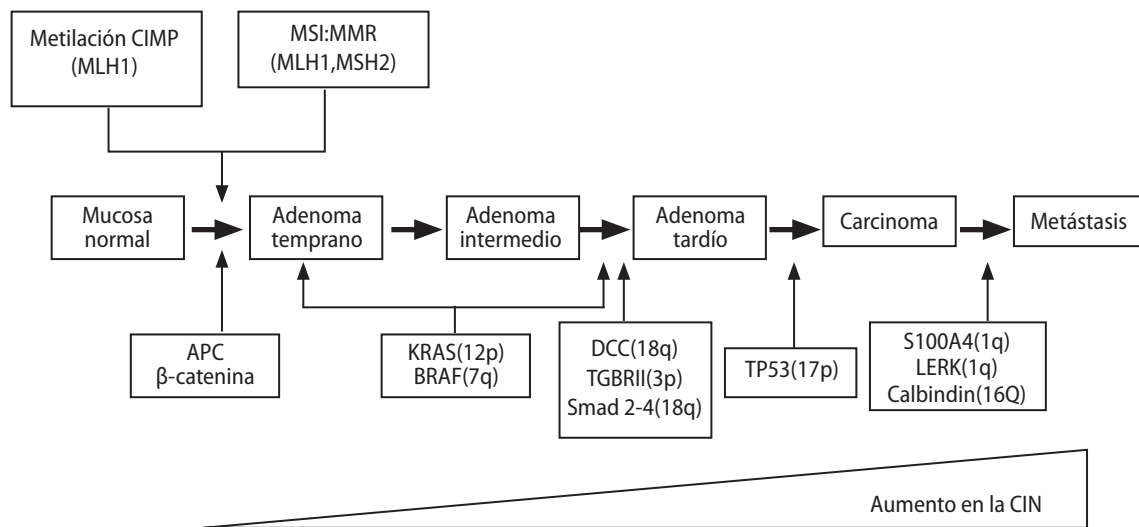 Metilación CIMP
(MLH1)
MSI:MMR
(MLH1,MSH2)
Mucosa
normal
Adenoma
temprano
Adenoma
intermedio
Adenoma
tardío
Carcinoma
Metástasis
APC
β-catenina
KRAS(12p)
BRAF(7q)
DCC(18q)
TGBRII(3p)
Smad 2-4(18q)
TP53(17p)
S100A4(1q)
LERK(1q)
Calbindin(16Q)
Aumento en la CIN